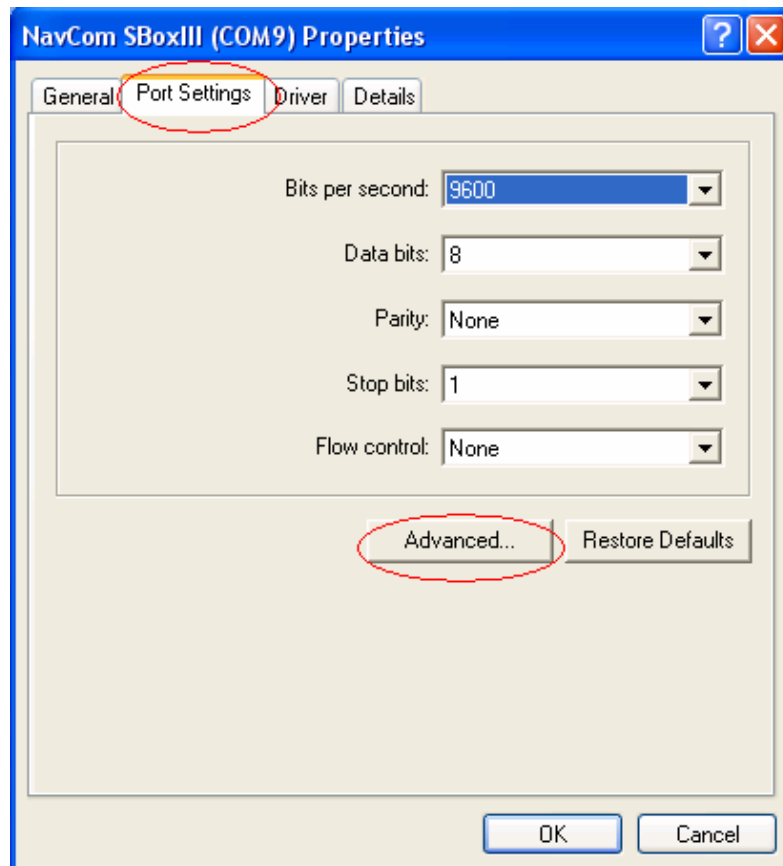 NavCom SBoxIII (COM9) Properties
General Port Settings Driver Details
Bits per second: 9600
Data bits: 8
Parity: None
Stop bits: 1
Flow control: None
Advanced... Restore Defaults
OK Cancel